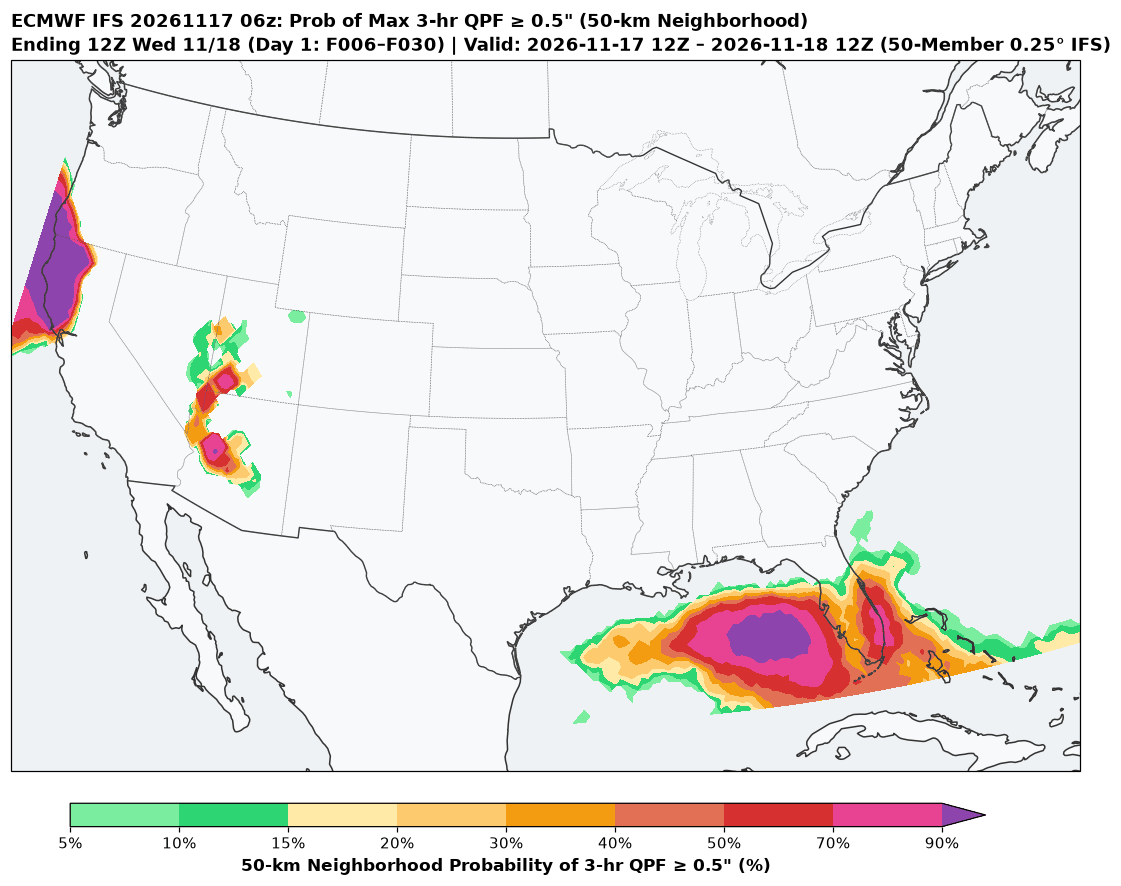 ECMWF IFS 20261117 06z: Prob of Max 3-hr QPF ≥ 0.5" (50-km Neighborhood)
Ending 12Z Wed 11/18 (Day 1: F006–F030) | Valid: 2026-11-17 12Z – 2026-11-18 12Z (50-Member 0.25° IFS)
5% 10% 15% 20% 30% 40% 50% 70% 90%
50-km Neighborhood Probability of 3-hr QPF ≥ 0.5" (%)